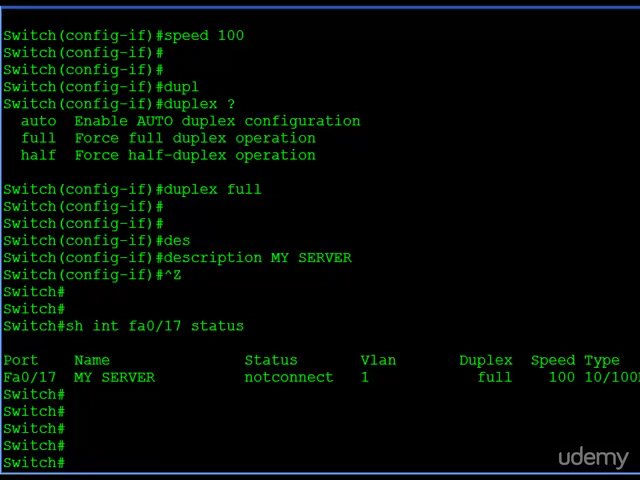 Switch(config-if)#speed 100
Switch(config-if)#
Switch(config-if)#
Switch(config-if)#dupl
Switch(config-if)#duplex ?
auto Enable AUTO duplex configuration
full Force full duplex operation
half Force half-duplex operation
Switch(config-if)#duplex full
Switch(config-if)#
Switch(config-if)#
Switch(config-if)#des
Switch(config-if)#description MY SERVER
Switch(config-if)#^Z
Switch#
Switch#
Switch#sh int fa0/17 status
Port Name Status Vlan Duplex Speed Type
Fa0/17 MY SERVER notconnect 1 full 100 10/100
Switch#
Switch#
Switch#
Switch#
Switch#
udemy